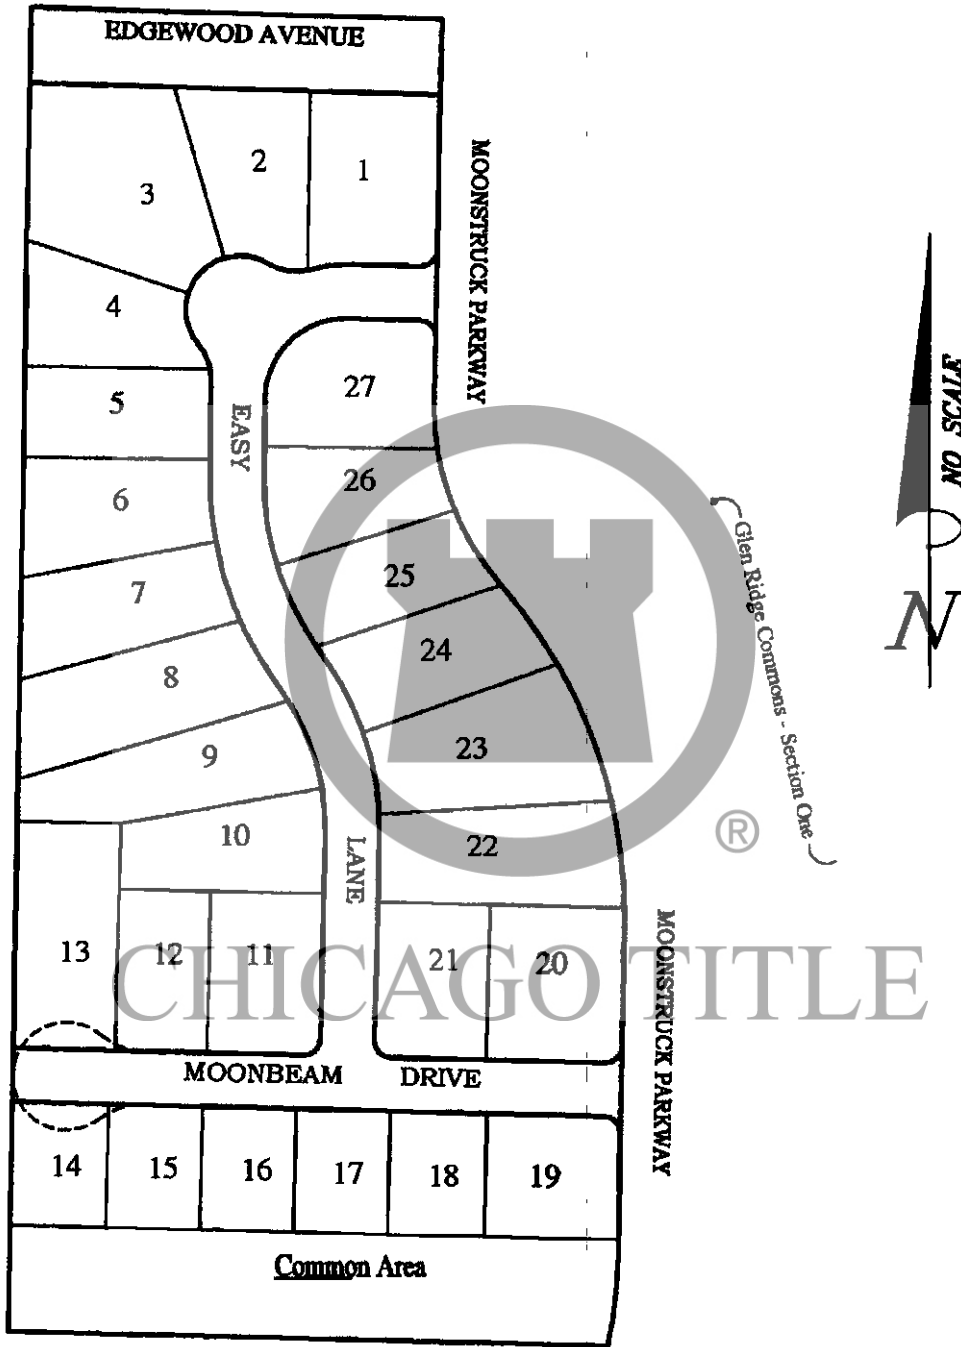 EDGEWOOD AVENUE
1
2
3
MOONSTRUCK PARKWAY
4
27
NO SCALE
5
EASY
26
6
Glen Ridge Commons - Section One
25
7
N
24
8
23
9
®
10
LANE
22
13
12
11
21
20
CHICAGO TITLE
MOONSTRUCK PARKWAY
MOONBEAM DRIVE
14
15
16
17
18
19
Common Area